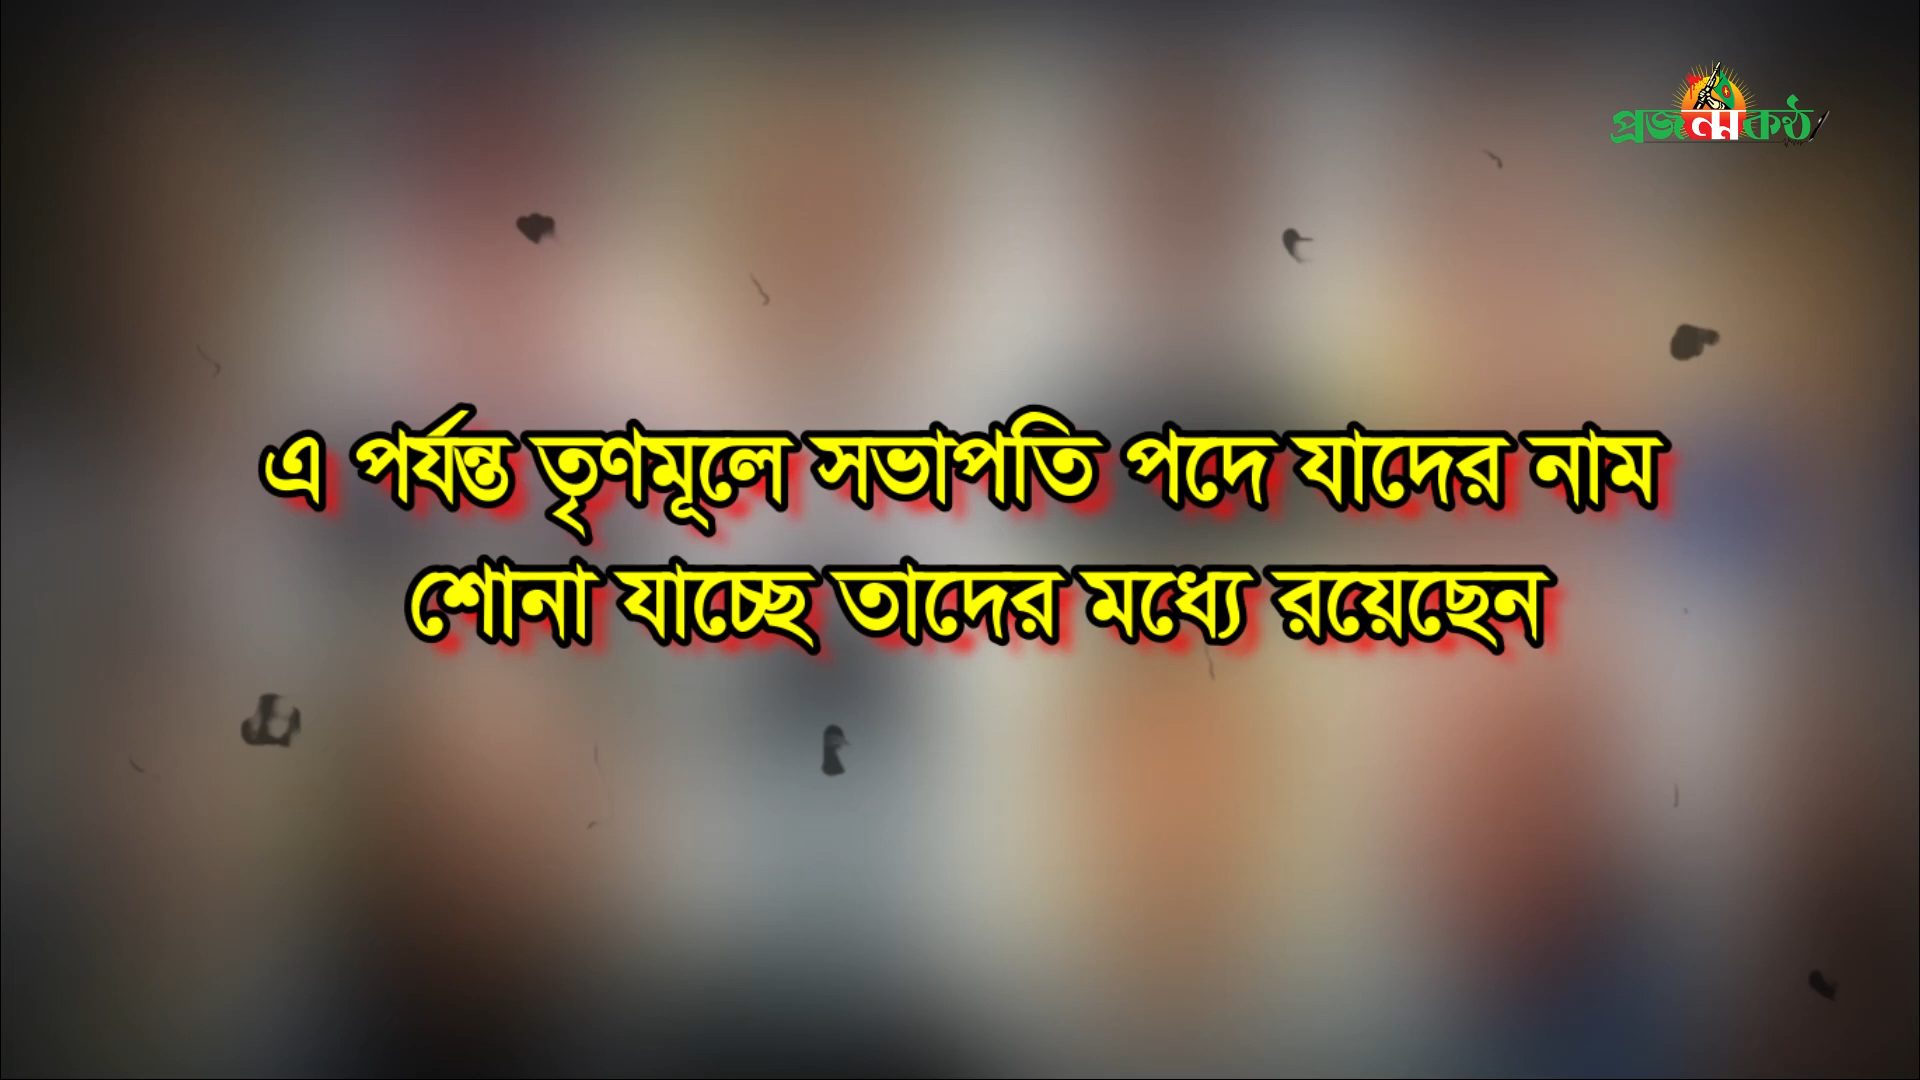 প্রজন্মকণ্ঠ
এ পর্যন্ত তৃণমূলে সভাপতি পদে যাদের নাম
শোনা যাচ্ছে তাদের মধ্যে রয়েছেন